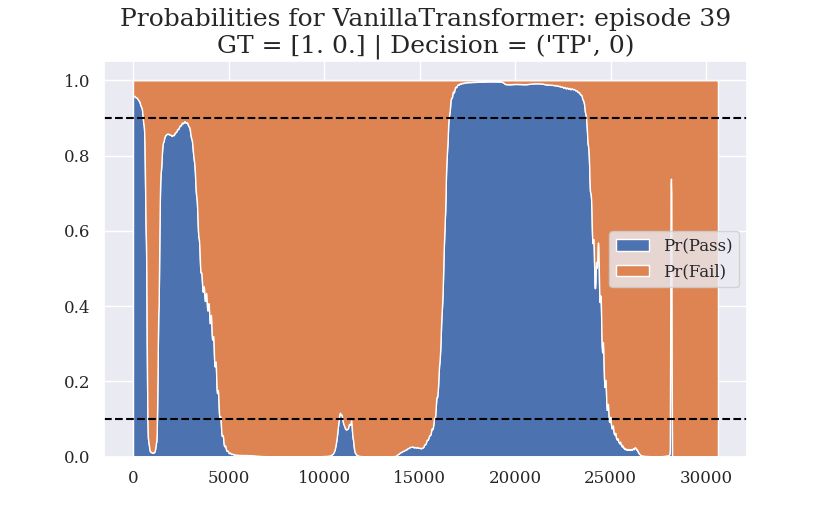 Probabilities for VanillaTransformer: episode 39
GT = [1. 0.] | Decision = ('TP', 0)
1.0
0.8
0.6
0.4
0.2
0.0
Pr(Pass)
Pr(Fail)
0 5000 10000 15000 20000 25000 30000